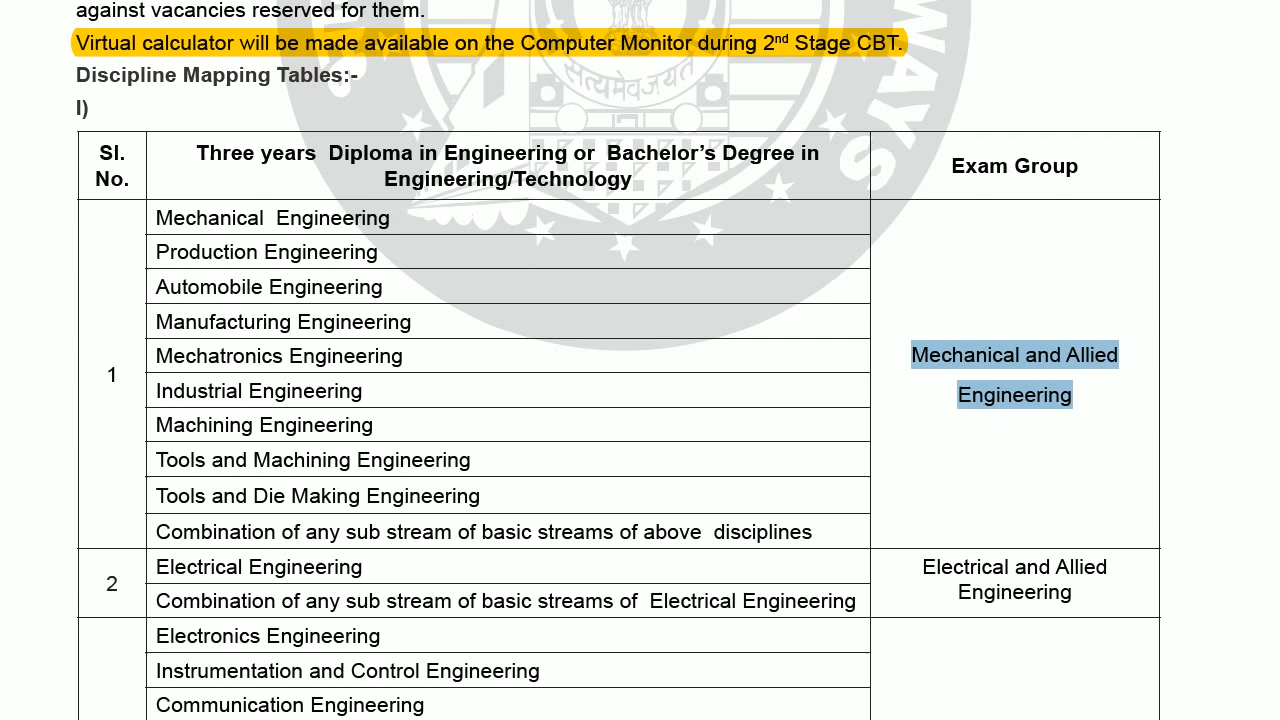 against vacancies reserved for them.
Virtual calculator will be made available on the Computer Monitor during 2nd Stage CBT.
Discipline Mapping Tables:-
I)
Sl. No.
Three years Diploma in Engineering or Bachelor's Degree in Engineering/Technology
Exam Group
1
Mechanical Engineering
Production Engineering
Automobile Engineering
Manufacturing Engineering
Mechatronics Engineering
Industrial Engineering
Machining Engineering
Tools and Machining Engineering
Tools and Die Making Engineering
Combination of any sub stream of basic streams of above disciplines
Mechanical and Allied
Engineering
2
Electrical Engineering
Combination of any sub stream of basic streams of Electrical Engineering
Electrical and Allied
Engineering
Electronics Engineering
Instrumentation and Control Engineering
Communication Engineering
सत्यमेव जयते
WAYS